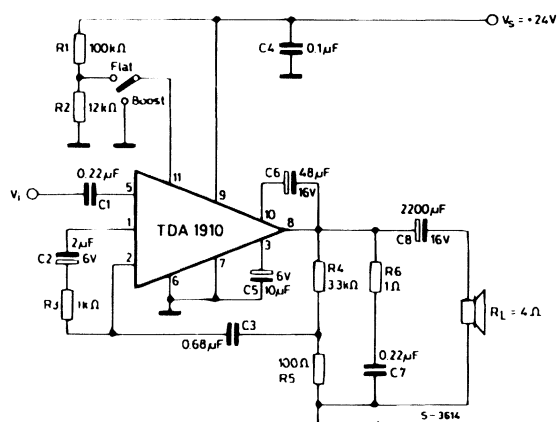 R1 100kΩ
Flat
Boost
R2 12kΩ
C4 0.1µF
Vs = +24V
0.22µF
Vi
C1
5
11
9
C6 48µF
16V
10
8
TDA 1910
1
2
6
7
3
2µF
C2 6V
6V
C5 10µF
R3 1kΩ
C3
0.68µF
R4
3.3kΩ
R6
1Ω
2200µF
C8 16V
RL = 4Ω
100Ω
R5
0.22µF
C7
S-3614